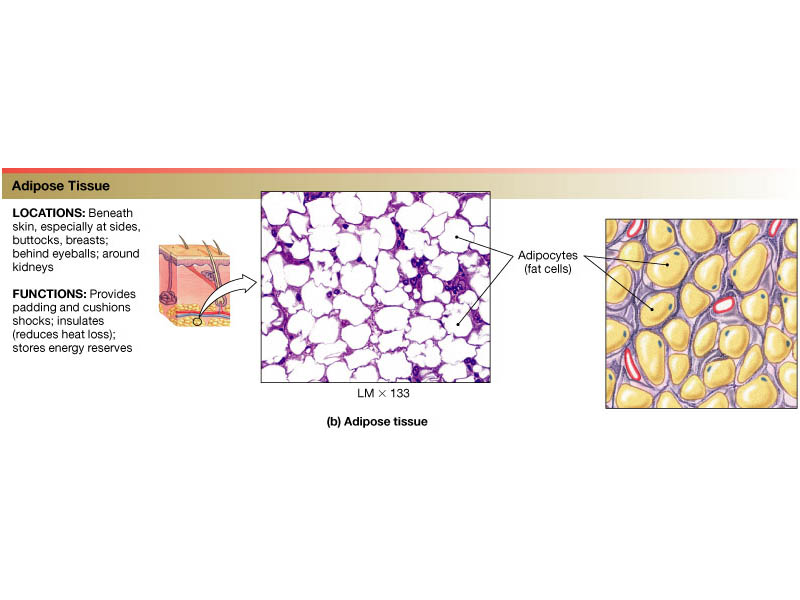 Adipose Tissue
LOCATIONS: Beneath
skin, especially at sides,
buttocks, breasts;
behind eyeballs; around
kidneys
FUNCTIONS: Provides
padding and cushions
shocks; insulates
(reduces heat loss);
stores energy reserves
Adipocytes
(fat cells)
LM × 133
(b) Adipose tissue